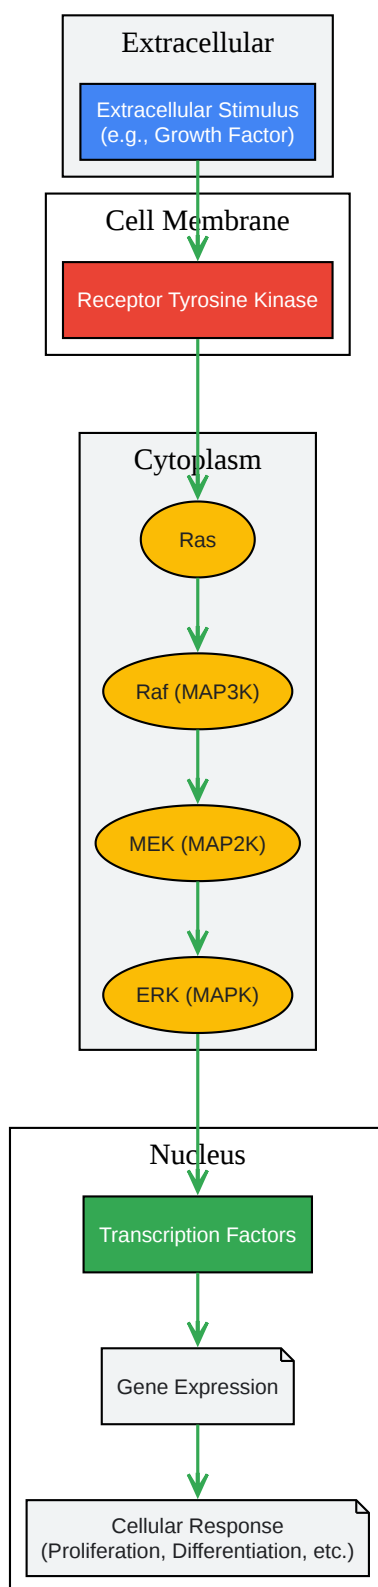 Extracellular
Extracellular Stimulus
(e.g., Growth Factor)
Cell Membrane
Receptor Tyrosine Kinase
Cytoplasm
Ras
Raf (MAP3K)
MEK (MAP2K)
ERK (MAPK)
Nucleus
Transcription Factors
Gene Expression
Cellular Response
(Proliferation, Differentiation, etc.)